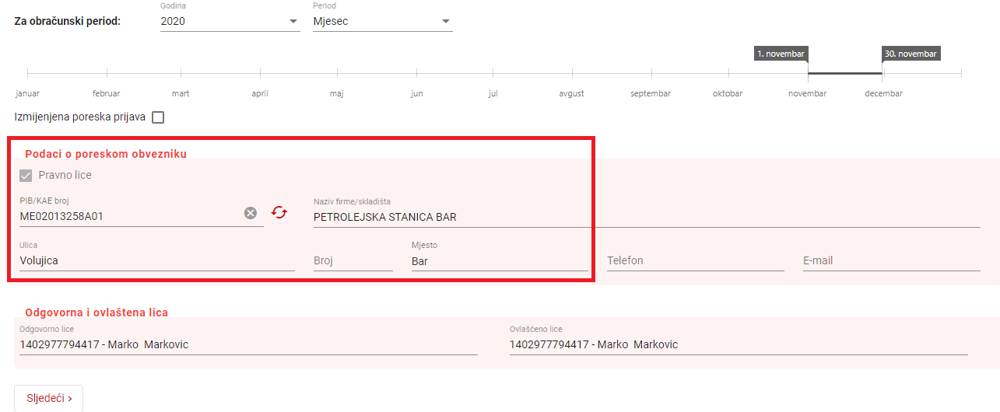 Godina Period
Za obračunski period: 2020 Mjesec
1. novembar 30. novembar
januar februar mart april maj jun jul avgust septembar oktobar novembar decembar
Izmijenjena poreska prijava
Podaci o poreskom obvezniku
Pravno lice
PIB/KAE broj Naziv firme/skladišta
ME02013258A01 PETROLEJSKA STANICA BAR
Ulica Mjesto
Volujica Broj Bar Telefon E-mail
Odgovorna i ovlaštena lica
Odgovorno lice Ovlašćeno lice
1402977794417 - Marko Markovic 1402977794417 - Marko Markovic
Sljedeći ›